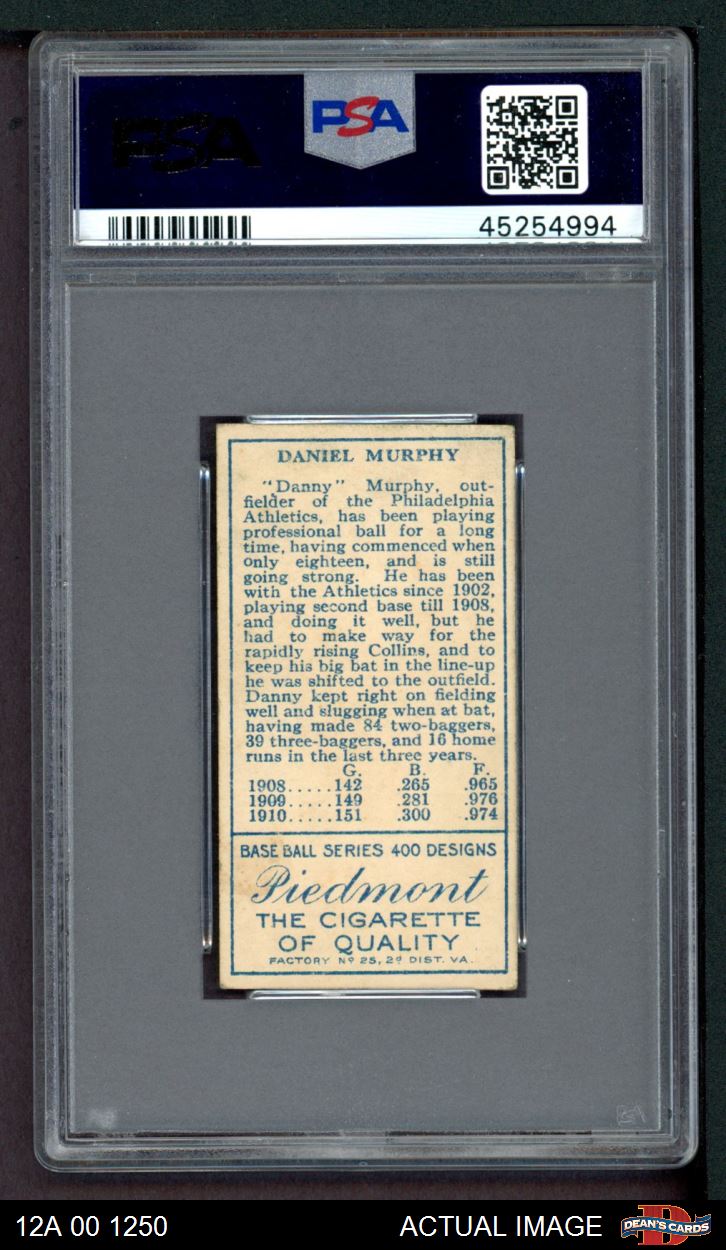 PSA
PSA
45254994
DANIEL MURPHY
"Danny" Murphy, out-
fielder of the Philadelphia
Athletics, has been playing
professional ball for a long
time, having commenced when
only eighteen, and is still
going strong. He has been
with the Athletics since 1902,
playing second base till 1908,
and doing it well, but he
had to make way for the
rapidly rising Collins, and to
keep his big bat in the line-up
he was shifted to the outfield.
Danny kept right on fielding
well and slugging when at bat,
having made 84 two-baggers,
39 three-baggers, and 16 home
runs in the last three years.
G. B. F.
1908.....142 .265 .965
1909.....149 .281 .976
1910.....151 .300 .974
BASE BALL SERIES 400 DESIGNS
Piedmont
THE CIGARETTE
OF QUALITY
FACTORY Nº 25, 2ᵈ DIST. VA.
12A 00 1250 ACTUAL IMAGE DEAN'S CARDS